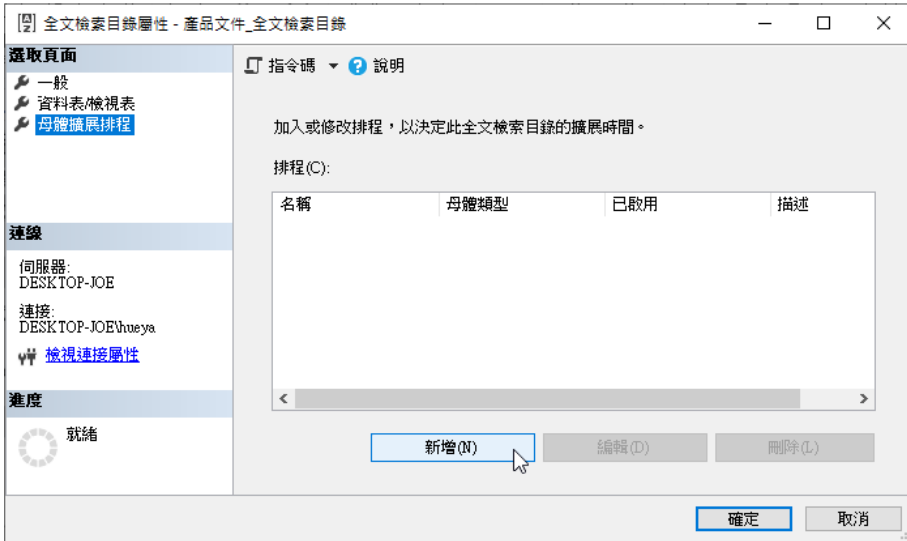 全文檢索目錄屬性 - 產品文件_全文檢索目錄
選取頁面
一般
資料表/檢視表
母體擴展排程
連線
伺服器:
DESKTOP-JOE
連接:
DESKTOP-JOE\hueya
檢視連接屬性
進度
就緒
指令碼 說明
加入或修改排程，以決定此全文檢索目錄的擴展時間。
排程(C):
名稱 母體類型 已啟用 描述
新增(N) 編輯(D) 刪除(L)
確定 取消